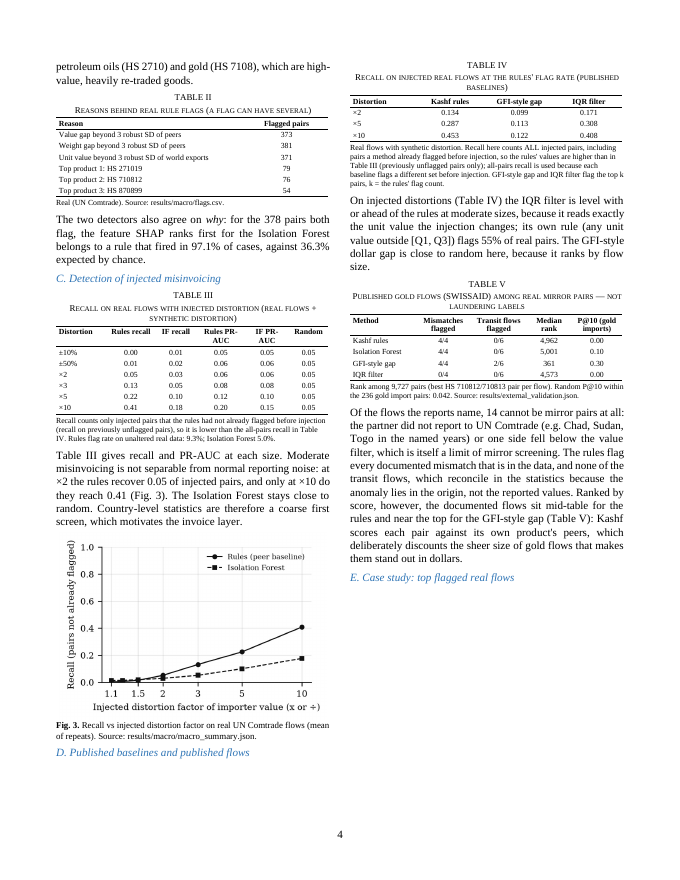 petroleum oils (HS 2710) and gold (HS 7108), which are high-
value, heavily re-traded goods.
TABLE II
REASONS BEHIND REAL RULE FLAGS (A FLAG CAN HAVE SEVERAL)
Reason Flagged pairs
Value gap beyond 3 robust SD of peers 373
Weight gap beyond 3 robust SD of peers 381
Unit value beyond 3 robust SD of world exports 371
Top product 1: HS 271019 79
Top product 2: HS 710812 76
Top product 3: HS 870899 54
Real (UN Comtrade). Source: results/macro/flags.csv.
The two detectors also agree on why: for the 378 pairs both
flag, the feature SHAP ranks first for the Isolation Forest
belongs to a rule that fired in 97.1% of cases, against 36.3%
expected by chance.
C. Detection of injected misinvoicing
TABLE III
RECALL ON REAL FLOWS WITH INJECTED DISTORTION (REAL FLOWS +
SYNTHETIC DISTORTION)
Distortion Rules recall IF recall Rules PR-AUC IF PR-AUC Random
±10% 0.00 0.01 0.05 0.05 0.05
±50% 0.01 0.02 0.06 0.06 0.05
×2 0.05 0.03 0.06 0.06 0.05
×3 0.13 0.05 0.08 0.08 0.05
×5 0.22 0.10 0.12 0.10 0.05
×10 0.41 0.18 0.20 0.15 0.05
Recall counts only injected pairs that the rules had not already flagged before injection
(recall on previously unflagged pairs), so it is lower than the all-pairs recall in Table
IV. Rules flag rate on unaltered real data: 9.3%; Isolation Forest 5.0%.
Table III gives recall and PR-AUC at each size. Moderate
misinvoicing is not separable from normal reporting noise: at
×2 the rules recover 0.05 of injected pairs, and only at ×10 do
they reach 0.41 (Fig. 3). The Isolation Forest stays close to
random. Country-level statistics are therefore a coarse first
screen, which motivates the invoice layer.
Recall (pairs not already flagged)
1.0
0.8
0.6
0.4
0.2
0.0
Rules (peer baseline)
Isolation Forest
1.1 1.5 2 3 5 10
Injected distortion factor of importer value (x or ÷)
Fig. 3. Recall vs injected distortion factor on real UN Comtrade flows (mean
of repeats). Source: results/macro/macro_summary.json.
D. Published baselines and published flows
TABLE IV
RECALL ON INJECTED REAL FLOWS AT THE RULES' FLAG RATE (PUBLISHED
BASELINES)
Distortion Kashf rules GFI-style gap IQR filter
×2 0.134 0.099 0.171
×5 0.287 0.113 0.308
×10 0.453 0.122 0.408
Real flows with synthetic distortion. Recall here counts ALL injected pairs, including
pairs a method already flagged before injection, so the rules' values are higher than in
Table III (previously unflagged pairs only); all-pairs recall is used because each
baseline flags a different set before injection. GFI-style gap and IQR filter flag the top k
pairs, k = the rules' flag count.
On injected distortions (Table IV) the IQR filter is level with
or ahead of the rules at moderate sizes, because it reads exactly
the unit value the injection changes; its own rule (any unit
value outside [Q1, Q3]) flags 55% of real pairs. The GFI-style
dollar gap is close to random here, because it ranks by flow
size.
TABLE V
PUBLISHED GOLD FLOWS (SWISSAID) AMONG REAL MIRROR PAIRS — NOT
LAUNDERING LABELS
Method Mismatches flagged Transit flows flagged Median rank P@10 (gold imports)
Kashf rules 4/4 0/6 4,962 0.00
Isolation Forest 4/4 0/6 5,001 0.10
GFI-style gap 4/4 2/6 361 0.30
IQR filter 0/4 0/6 4,573 0.00
Rank among 9,727 pairs (best HS 710812/710813 pair per flow). Random P@10 within
the 236 gold import pairs: 0.042. Source: results/external_validation.json.
Of the flows the reports name, 14 cannot be mirror pairs at all:
the partner did not report to UN Comtrade (e.g. Chad, Sudan,
Togo in the named years) or one side fell below the value
filter, which is itself a limit of mirror screening. The rules flag
every documented mismatch that is in the data, and none of the
transit flows, which reconcile in the statistics because the
anomaly lies in the origin, not the reported values. Ranked by
score, however, the documented flows sit mid-table for the
rules and near the top for the GFI-style gap (Table V): Kashf
scores each pair against its own product's peers, which
deliberately discounts the sheer size of gold flows that makes
them stand out in dollars.
E. Case study: top flagged real flows
4